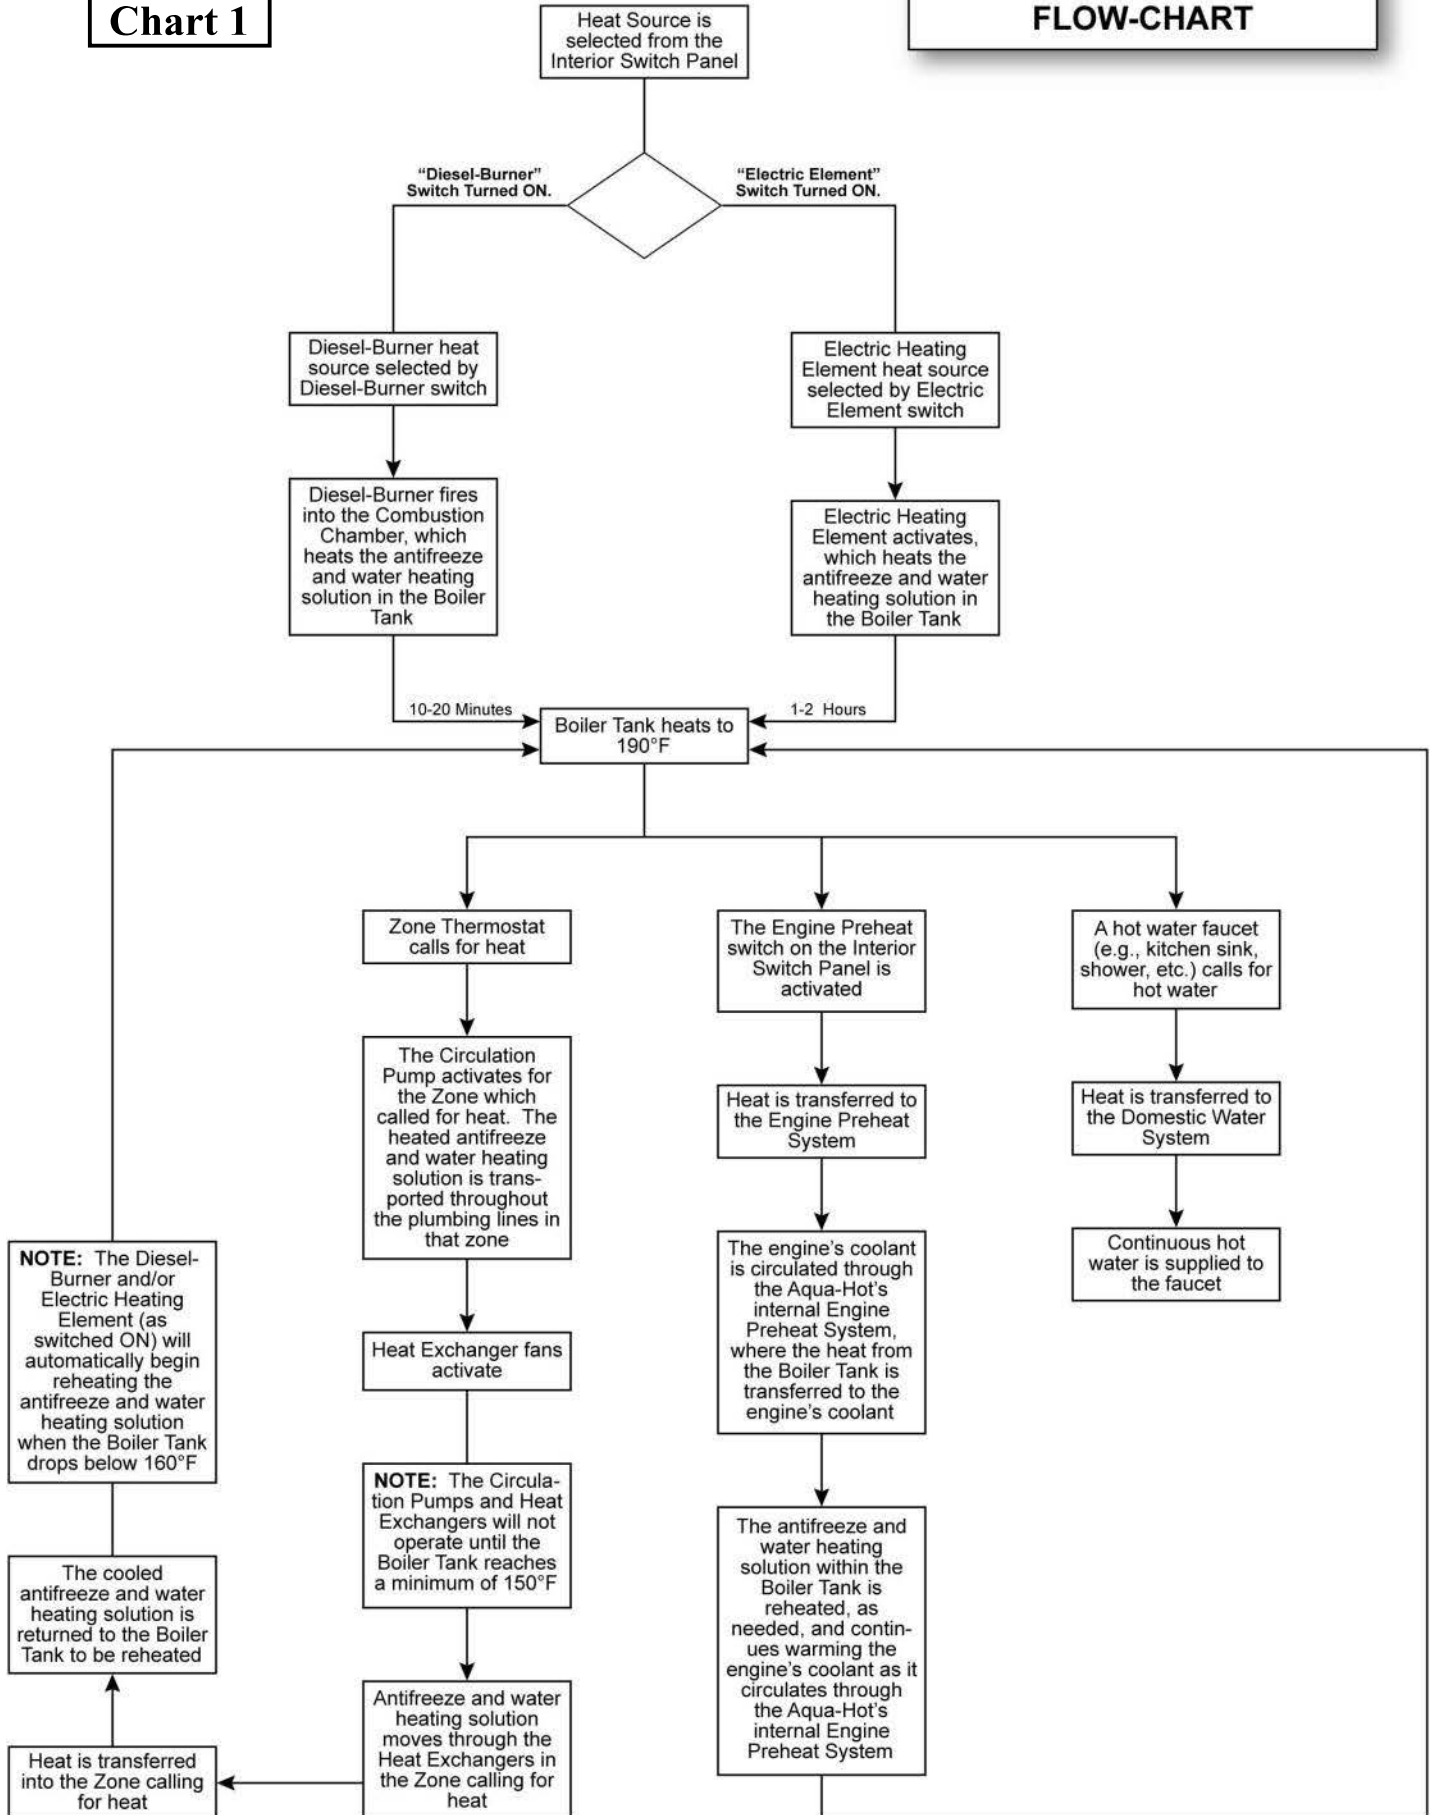 Chart 1
FLOW-CHART
Heat Source is
selected from the
Interior Switch Panel
“Diesel-Burner”
Switch Turned ON.
“Electric Element”
Switch Turned ON.
Diesel-Burner heat
source selected by
Diesel-Burner switch
Electric Heating
Element heat source
selected by Electric
Element switch
Diesel-Burner fires
into the Combustion
Chamber, which
heats the antifreeze
and water heating
solution in the Boiler
Tank
Electric Heating
Element activates,
which heats the
antifreeze and water
heating solution in
the Boiler Tank
10-20 Minutes
1-2 Hours
Boiler Tank heats to
190°F
Zone Thermostat
calls for heat
The Circulation
Pump activates for
the Zone which
called for heat. The
heated antifreeze
and water heating
solution is trans-
ported throughout
the plumbing lines in
that zone
Heat Exchanger fans
activate
NOTE: The Circula-
tion Pumps and Heat
Exchangers will not
operate until the
Boiler Tank reaches
a minimum of 150°F
Antifreeze and water
heating solution
moves through the
Heat Exchangers in
the Zone calling for
heat
Heat is transferred
into the Zone calling
for heat
The cooled
antifreeze and water
heating solution is
returned to the Boiler
Tank to be reheated
NOTE: The Diesel-
Burner and/or
Electric Heating
Element (as
switched ON) will
automatically begin
reheating the
antifreeze and water
heating solution
when the Boiler Tank
drops below 160°F
The Engine Preheat
switch on the Interior
Switch Panel is
activated
Heat is transferred to
the Engine Preheat
System
The engine’s coolant
is circulated through
the Aqua-Hot’s
internal Engine
Preheat System,
where the heat from
the Boiler Tank is
transferred to the
engine’s coolant
The antifreeze and
water heating
solution within the
Boiler Tank is
reheated, as
needed, and contin-
ues warming the
engine’s coolant as it
circulates through
the Aqua-Hot’s
internal Engine
Preheat System
A hot water faucet
(e.g., kitchen sink,
shower, etc.) calls for
hot water
Heat is transferred to
the Domestic Water
System
Continuous hot
water is supplied to
the faucet